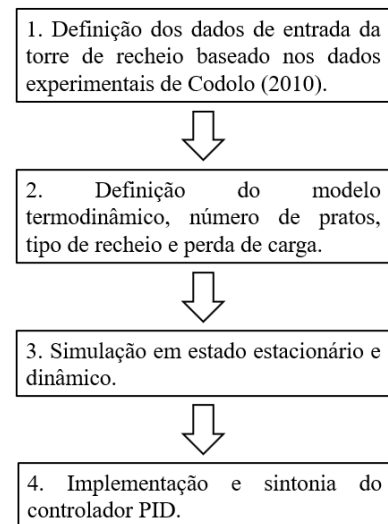 1. Definição dos dados de entrada da
torre de recheio baseado nos dados
experimentais de Codolo (2010).
2. Definição do modelo
termodinâmico, número de pratos,
tipo de recheio e perda de carga.
3. Simulação em estado estacionário e
dinâmico.
4. Implementação e sintonia do
controlador PID.